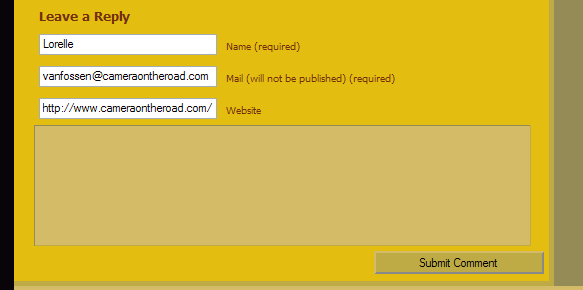 Leave a Reply
Lorelle Name (required)
vanfossen@cameraontheroad.com Mail (will not be published) (required)
http://www.cameraontheroad.com/ Website
Submit Comment